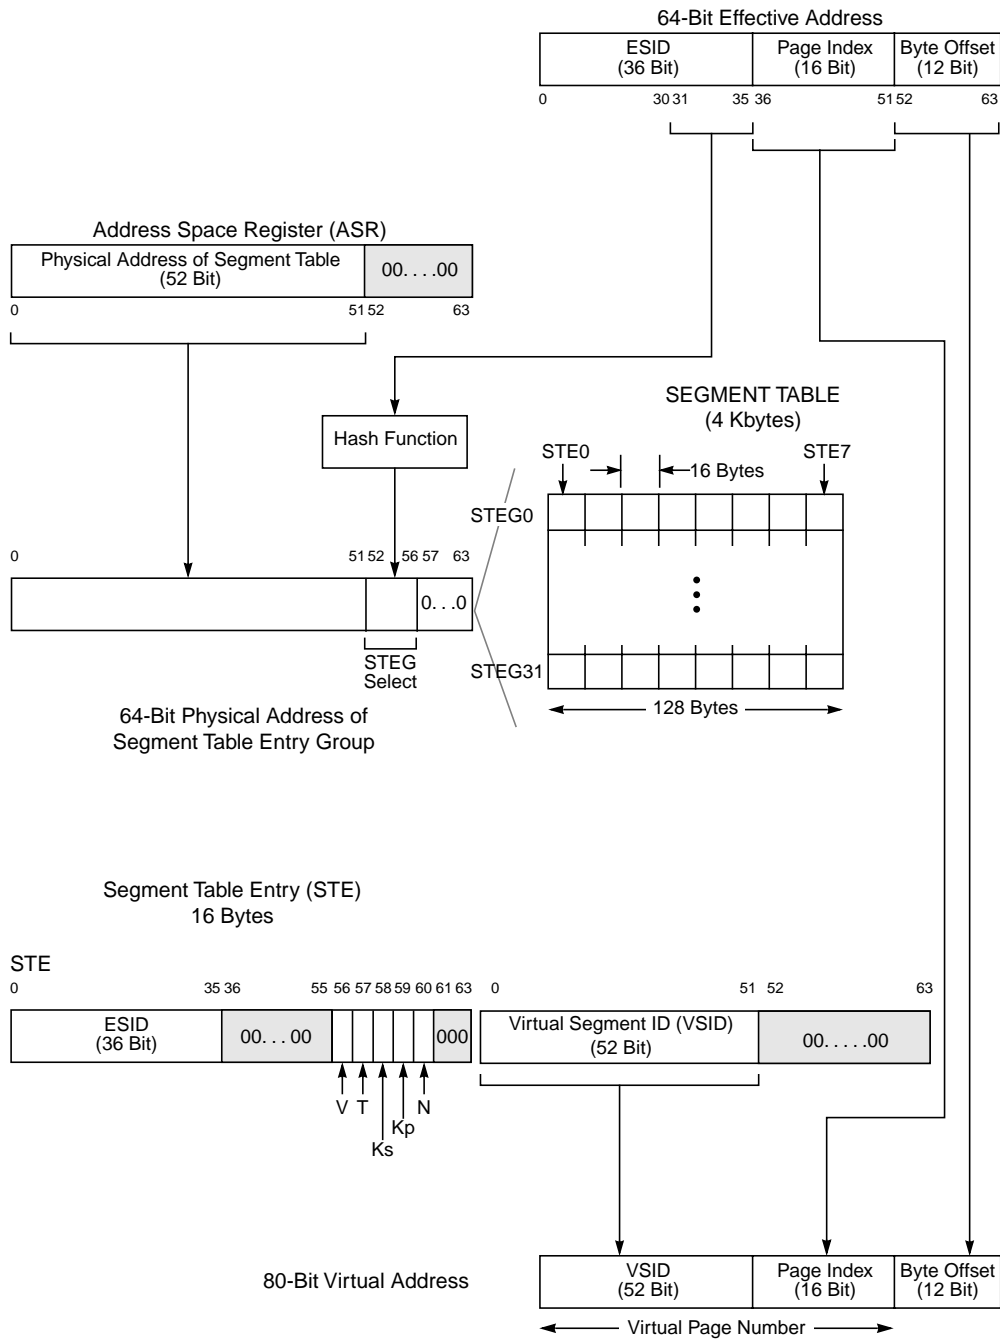 64-Bit Effective Address
ESID
(36 Bit)
Page Index
(16 Bit)
Byte Offset
(12 Bit)
0 30 31 35 36 51 52 63
Address Space Register (ASR)
Physical Address of Segment Table
(52 Bit)
00. . . .00
0 51 52 63
Hash Function
SEGMENT TABLE
(4 Kbytes)
STE0
16 Bytes
STE7
STEG0
0 51 52 56 57 63
0. . .0
STEG
Select
STEG31
128 Bytes
64-Bit Physical Address of
Segment Table Entry Group
Segment Table Entry (STE)
16 Bytes
STE
0 35 36 55 56 57 58 59 60 61 63 0 51 52 63
ESID
(36 Bit)
00. . . .00
000
Virtual Segment ID (VSID)
(52 Bit)
00. . . . .00
V T Ks Kp N
80-Bit Virtual Address
VSID
(52 Bit)
Page Index
(16 Bit)
Byte Offset
(12 Bit)
Virtual Page Number